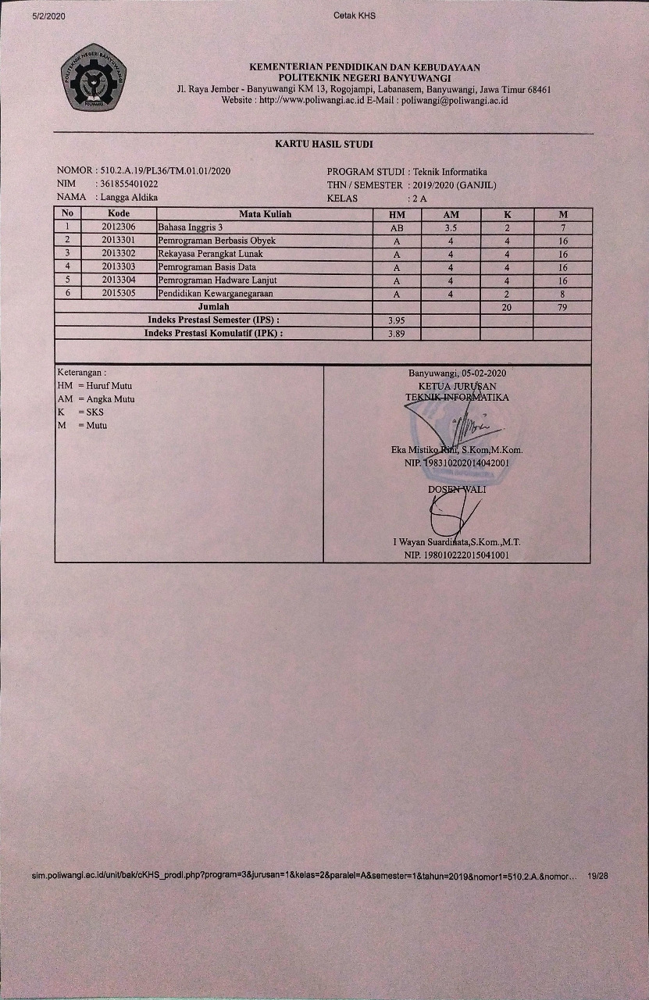 5/2/2020 Cetak KHS
POLITEKNIK NEGERI BANYUWANGI
POLIWANGI
KEMENTERIAN PENDIDIKAN DAN KEBUDAYAAN
POLITEKNIK NEGERI BANYUWANGI
Jl. Raya Jember - Banyuwangi KM 13, Rogojampi, Labanasem, Banyuwangi, Jawa Timur 68461
Website : http://www.poliwangi.ac.id E-Mail : poliwangi@poliwangi.ac.id
KARTU HASIL STUDI
NOMOR : 510.2.A.19/PL36/TM.01.01/2020 PROGRAM STUDI : Teknik Informatika
NIM : 361855401022 THN / SEMESTER : 2019/2020 (GANJIL)
NAMA : Langga Aldika KELAS : 2 A
No Kode Mata Kuliah HM AM K M
1 2012306 Bahasa Inggris 3 AB 3.5 2 7
2 2013301 Pemrograman Berbasis Obyek A 4 4 16
3 2013302 Rekayasa Perangkat Lunak A 4 4 16
4 2013303 Pemrograman Basis Data A 4 4 16
5 2013304 Pemrograman Hadware Lanjut A 4 4 16
6 2015305 Pendidikan Kewarganegaraan A 4 2 8
Jumlah 20 79
Indeks Prestasi Semester (IPS) : 3.95
Indeks Prestasi Komulatif (IPK) : 3.89
Keterangan :
HM = Huruf Mutu
AM = Angka Mutu
K = SKS
M = Mutu
Banyuwangi, 05-02-2020
KETUA JURUSAN
TEKNIK INFORMATIKA
Eka Mistiko Rini, S.Kom,M.Kom.
NIP. 198310202014042001
DOSEN WALI
I Wayan Suardinata,S.Kom.,M.T.
NIP. 198010222015041001
sim.poliwangi.ac.id/unit/bak/cKHS_prodi.php?program=3&jurusan=1&kelas=2&paralel=A&semester=1&tahun=2019&nomor1=510.2.A.&nomor... 19/28